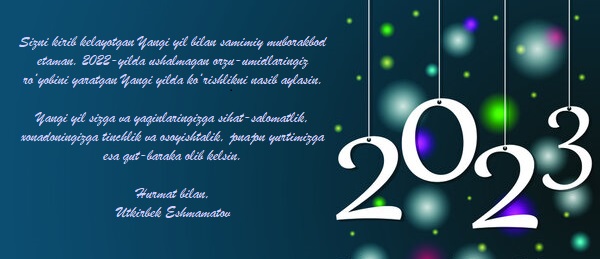 Sizni kirib kelayotgan Yangi yil bilan samimiy muborakbod
etaman. 2022-yilda ushalmagan orzu-umidlaringiz
ro'yobini yaratgan Yangi yilda ko'rishlikni nasib aylasin.
Yangi yil sizga va yaqinlaringizga sihat-salomatlik,
xonadoningizga tinchlik va osoyishtalik, jonajon yurtimizga
esa qut-baraka olib kelsin.
Hurmat bilan,
Utkirbek Eshmamatov
2023